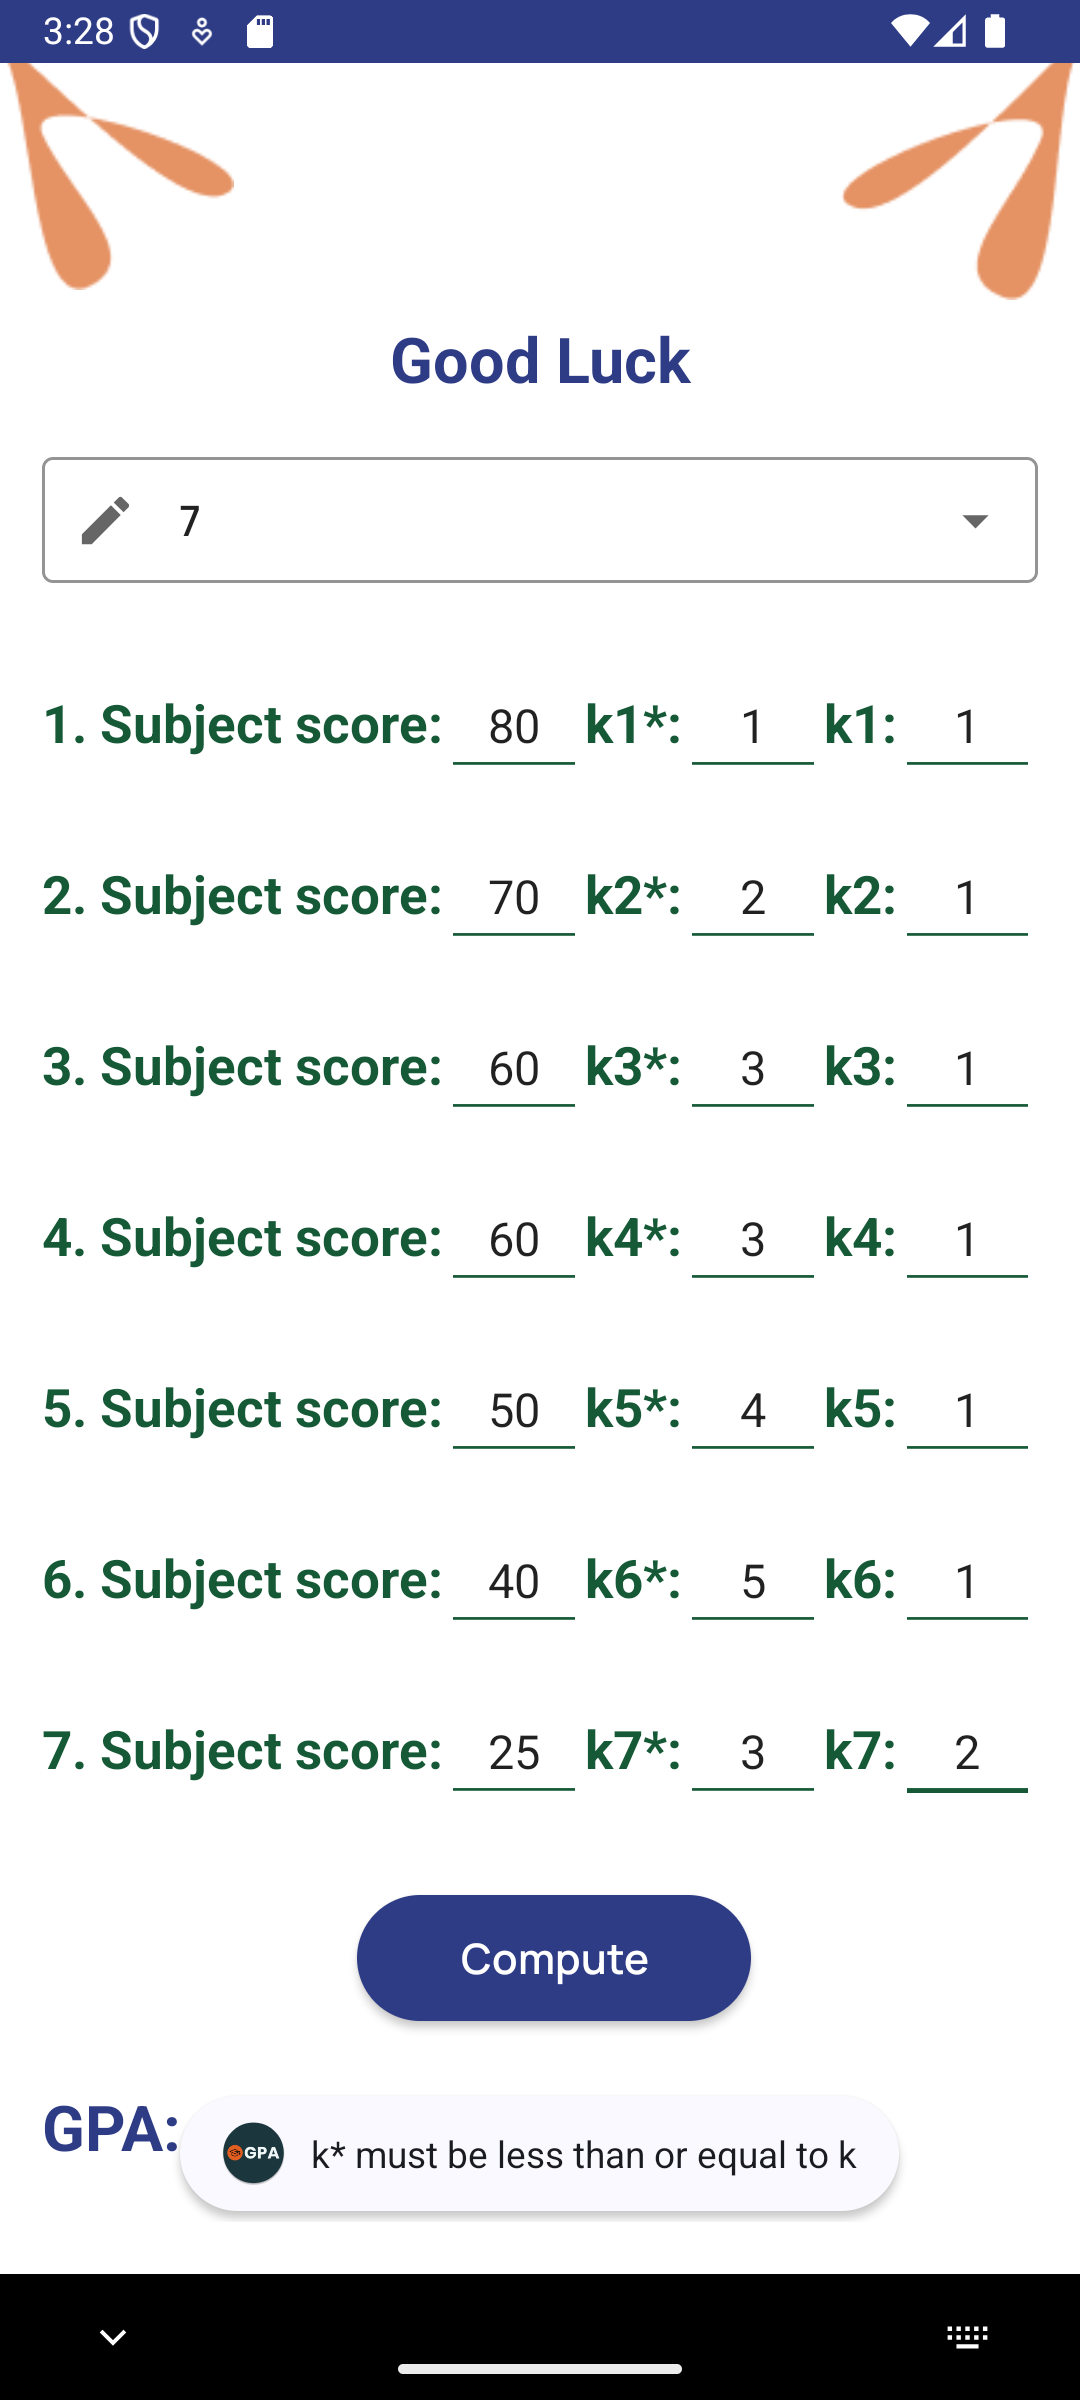 3:28
Good Luck
7
1. Subject score: 80 k1*: 1 k1: 1
2. Subject score: 70 k2*: 2 k2: 1
3. Subject score: 60 k3*: 3 k3: 1
4. Subject score: 60 k4*: 3 k4: 1
5. Subject score: 50 k5*: 4 k5: 1
6. Subject score: 40 k6*: 5 k6: 1
7. Subject score: 25 k7*: 3 k7: 2
Compute
GPA:
GPA k* must be less than or equal to k